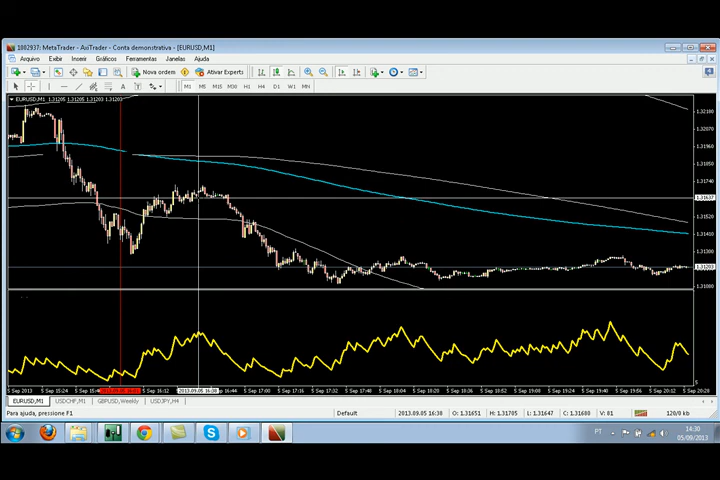 1802937: MetaTrader - AxiTrader - Conta demonstrativa - [EURUSD,M1]
Arquivo Exibir Inserir Gráficos Ferramentas Janelas Ajuda
Nova ordem Ativar Experts
A T M1 M5 M15 M30 H1 H4 D1 W1 MN
EURUSD,M1 1.31205 1.31205 1.31203 1.31203
1.32180
1.31960
1.31850
1.31740
1.31637
1.31520
1.31410
1.31300
1.31203
1.31080
5 Sep 2013 5 Sep 15:24 5 Sep 16:12 2013.09.05 16:38 5 Sep 17:00 5 Sep 17:16 5 Sep 17:32 5 Sep 17:48 5 Sep 18:04 5 Sep 18:20 5 Sep 18:36 5 Sep 18:52 5 Sep 19:08 5 Sep 19:24 5 Sep 19:40 5 Sep 19:56 5 Sep 20:12 5 Sep 20:28
EURUSD,M1 USDCHF,M1 GBPUSD,Weekly USDJPY,H4
Para ajuda, pressione F1 Default 2013.09.05 16:38 O: 1.31651 H: 1.31705 L: 1.31647 C: 1.31680 V: 81 120/0 kb
PT 14:30
05/09/2013